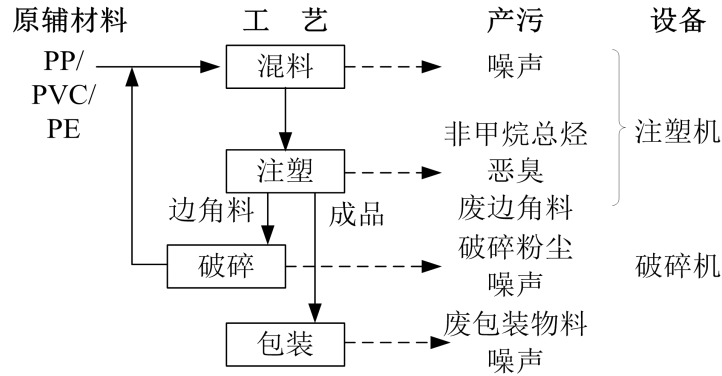 原辅材料 工 艺 产污 设备
PP/
PVC/
PE
混料
噪声
注塑机
非甲烷总烃
注塑
恶臭
边角料
成品
废边角料
破碎
破碎粉尘
噪声
破碎机
包装
废包装物料
噪声